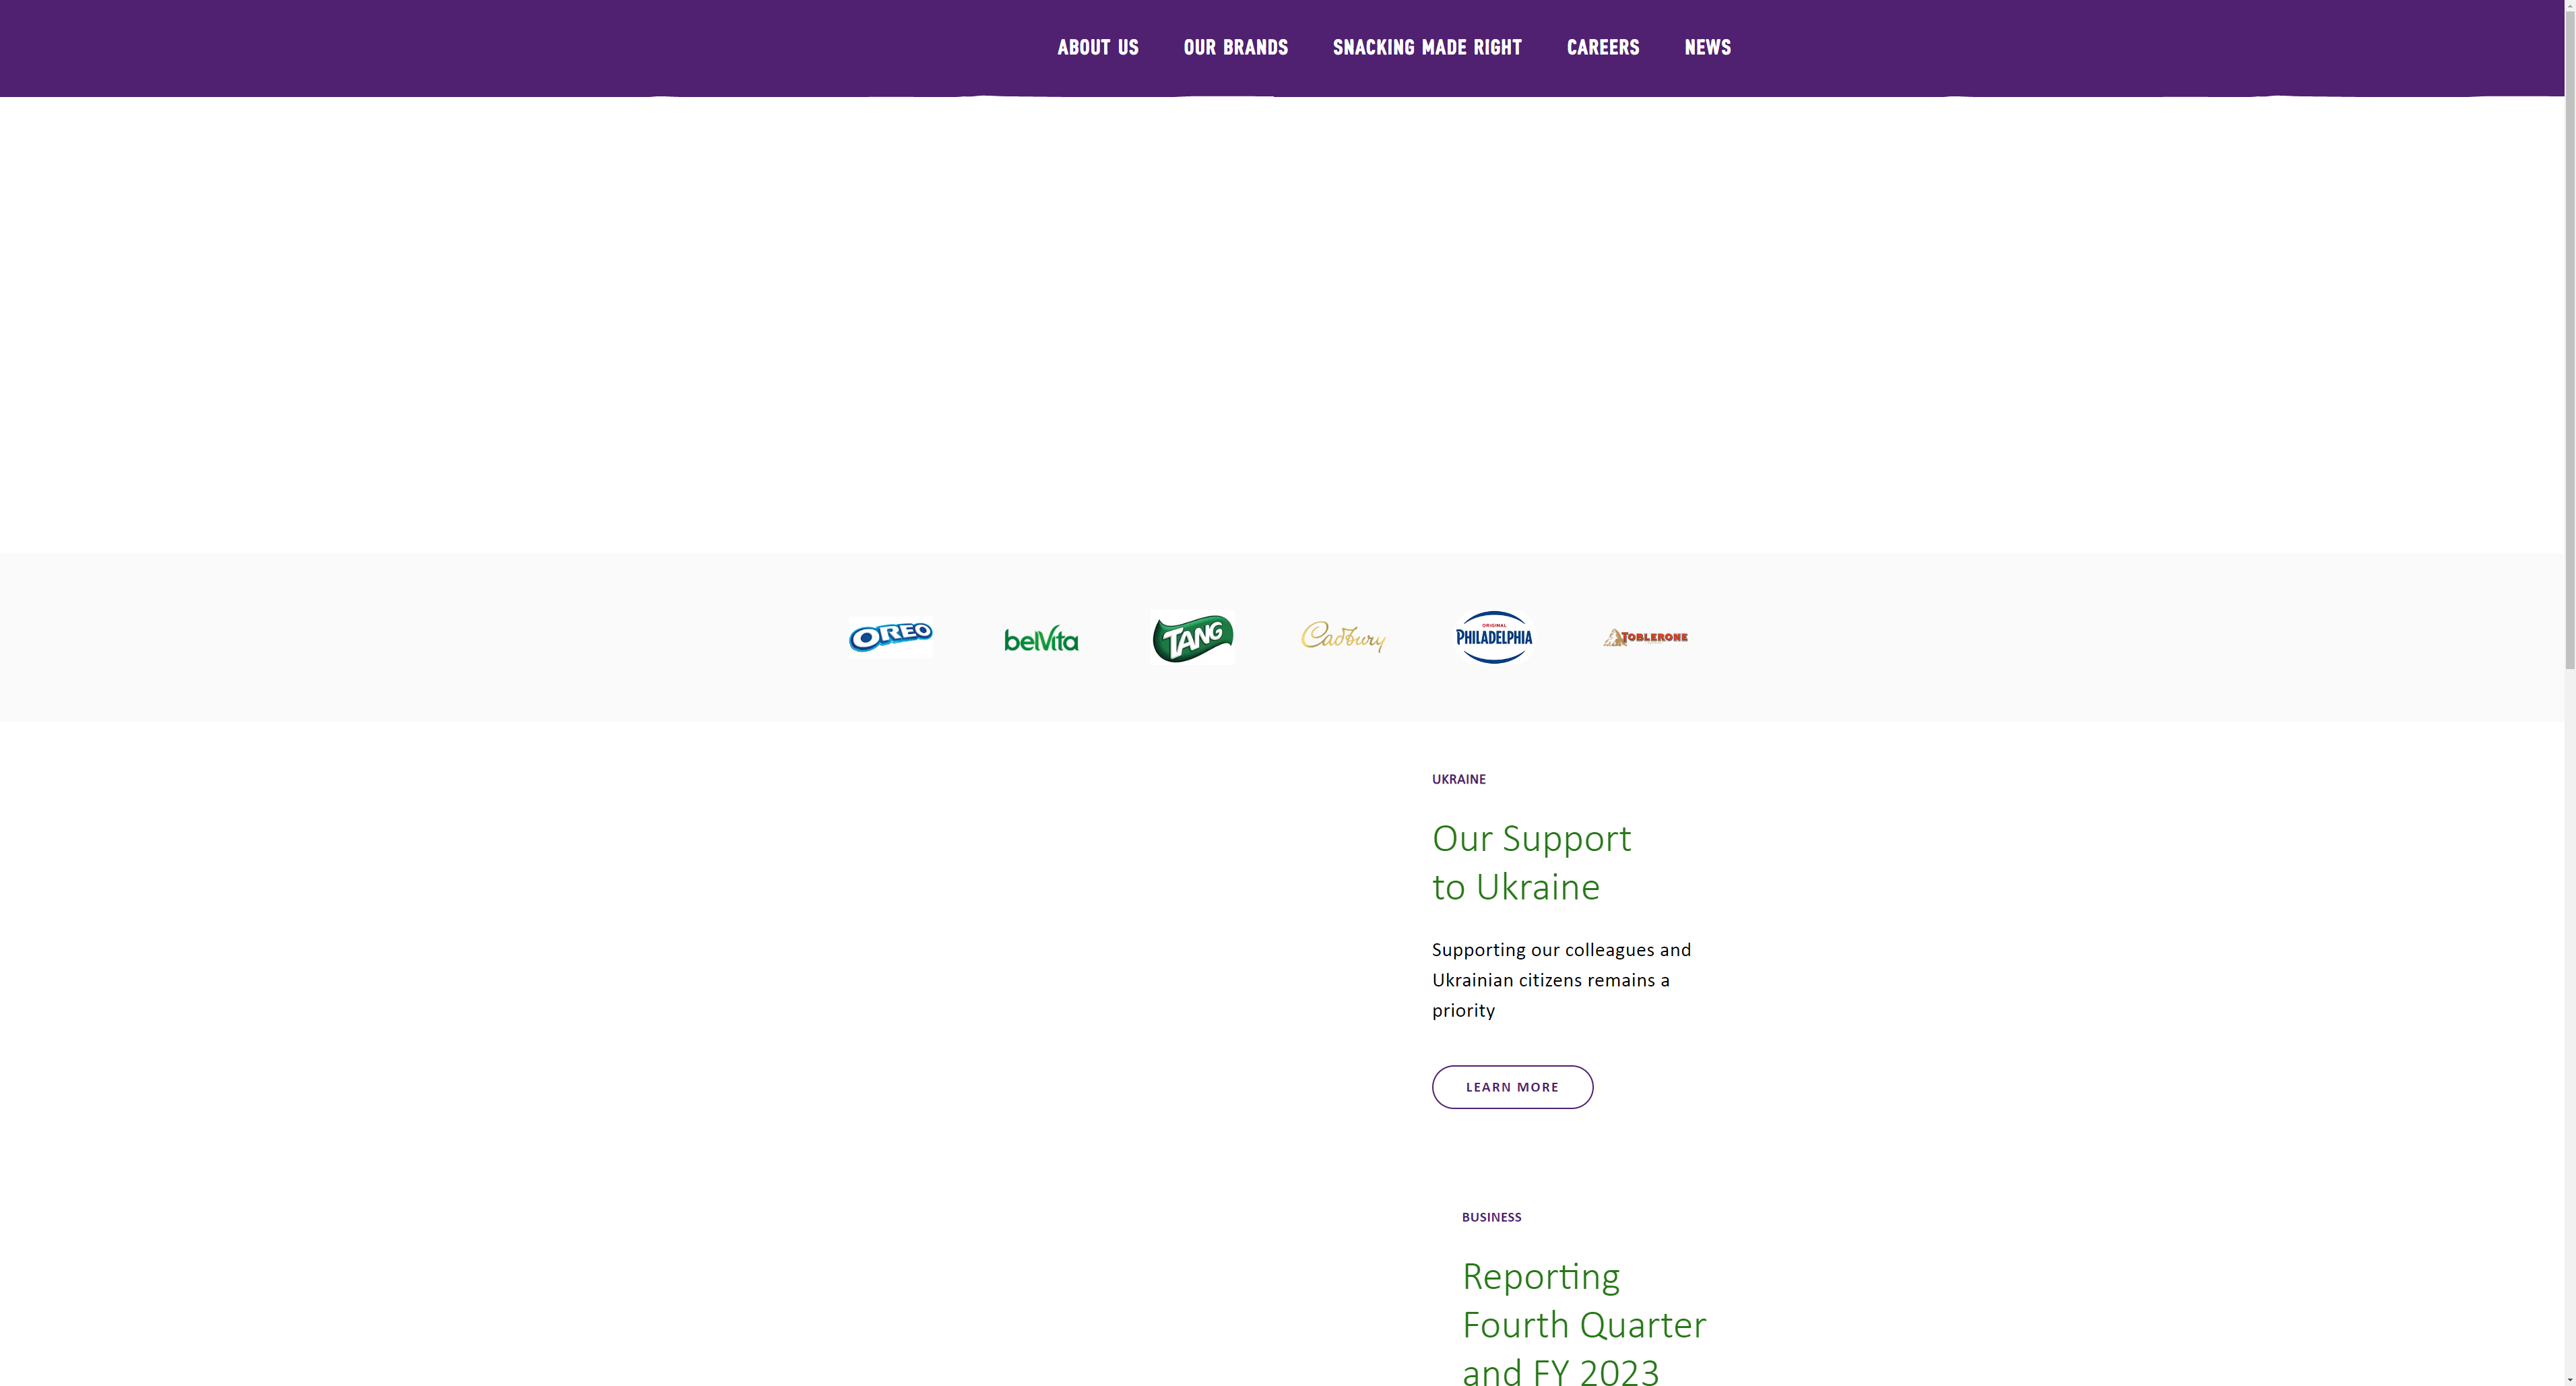 ABOUT US OUR BRANDS SNACKING MADE RIGHT CAREERS NEWS
OREO belVita TANG Cadbury ORIGINAL PHILADELPHIA TOBLERONE
UKRAINE
Our Support
to Ukraine
Supporting our colleagues and
Ukrainian citizens remains a
priority
LEARN MORE
BUSINESS
Reporting
Fourth Quarter
and FY 2023